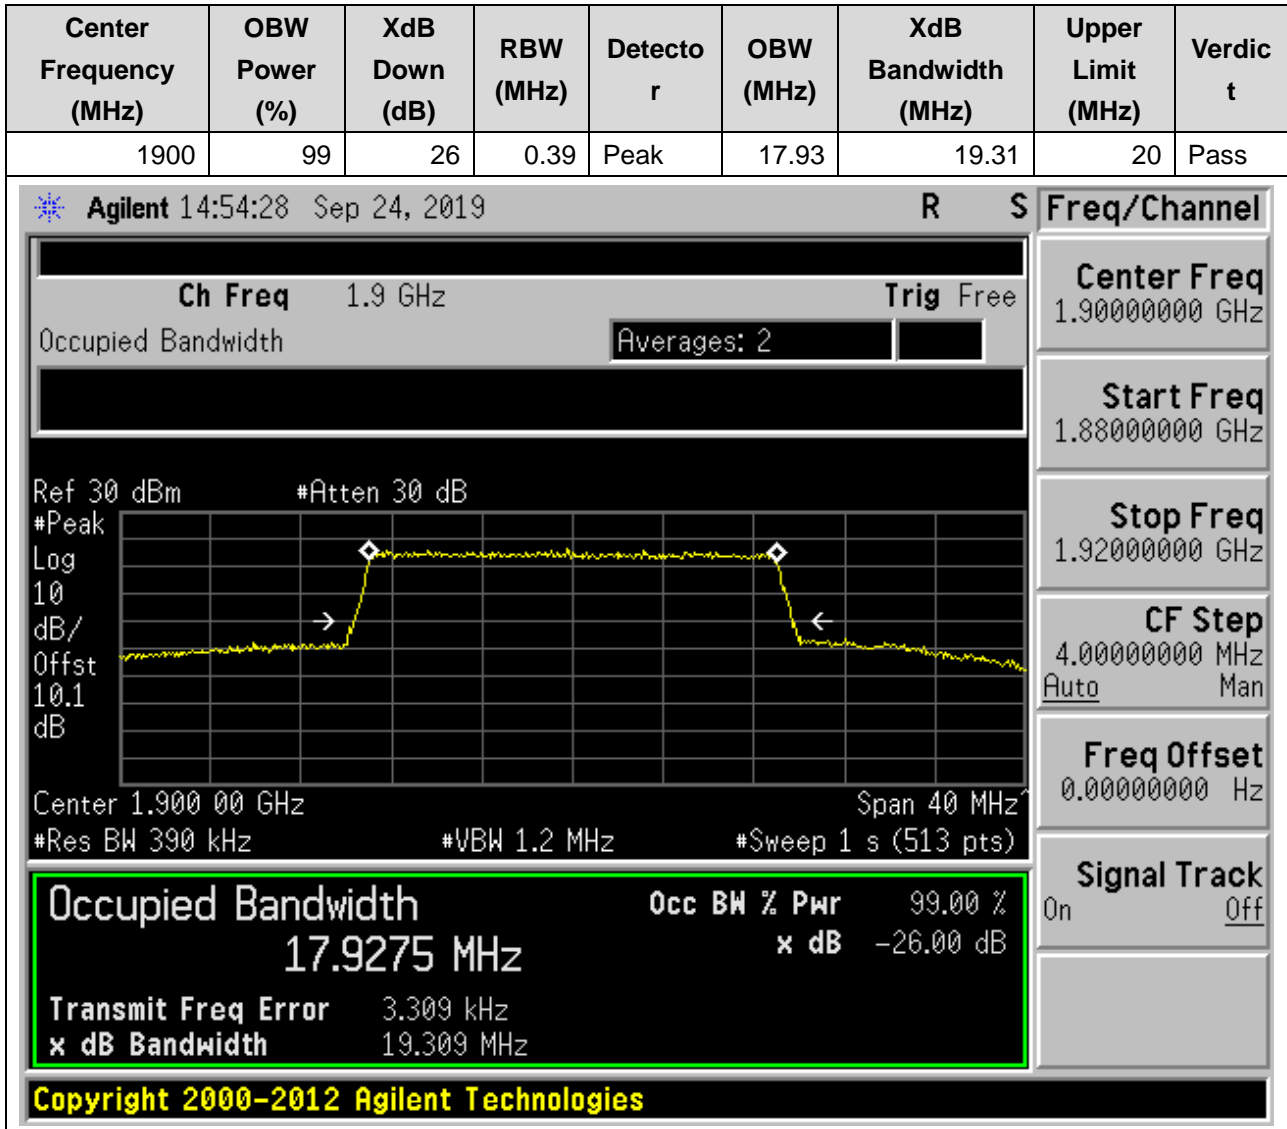 Center Frequency (MHz) OBW Power (%) XdB Down (dB) RBW (MHz) Detecto r OBW (MHz) XdB Bandwidth (MHz) Upper Limit (MHz) Verdic t
1900 99 26 0.39 Peak 17.93 19.31 20 Pass
Agilent 14:54:28 Sep 24, 2019 R S Freq/Channel
Ch Freq 1.9 GHz Trig Free
Occupied Bandwidth Averages: 2
Center Freq
1.90000000 GHz
Start Freq
1.88000000 GHz
Stop Freq
1.92000000 GHz
CF Step
4.00000000 MHz
Auto Man
Freq Offset
0.00000000 Hz
Signal Track
On Off
Ref 30 dBm #Atten 30 dB
#Peak
Log
10
dB/
Offst
10.1
dB
Center 1.900 00 GHz Span 40 MHz^
#Res BW 390 kHz #VBW 1.2 MHz #Sweep 1 s (513 pts)
Occupied Bandwidth Occ BW % Pwr 99.00 %
17.9275 MHz x dB -26.00 dB
Transmit Freq Error 3.309 kHz
x dB Bandwidth 19.309 MHz
Copyright 2000-2012 Agilent Technologies